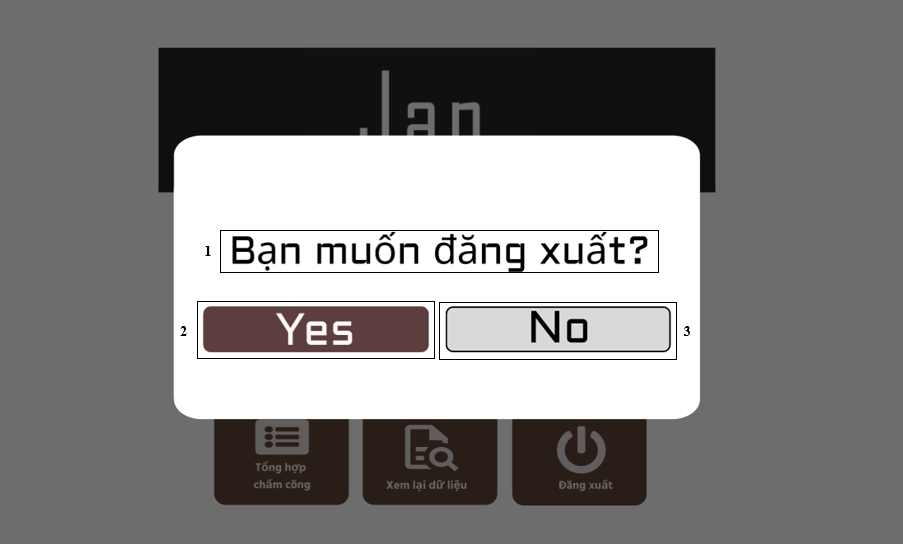 Jan
1 Bạn muốn đăng xuất?
2 Yes No 3
Tổng hợp
chấm công
Xem lại dữ liệu
Đăng xuất